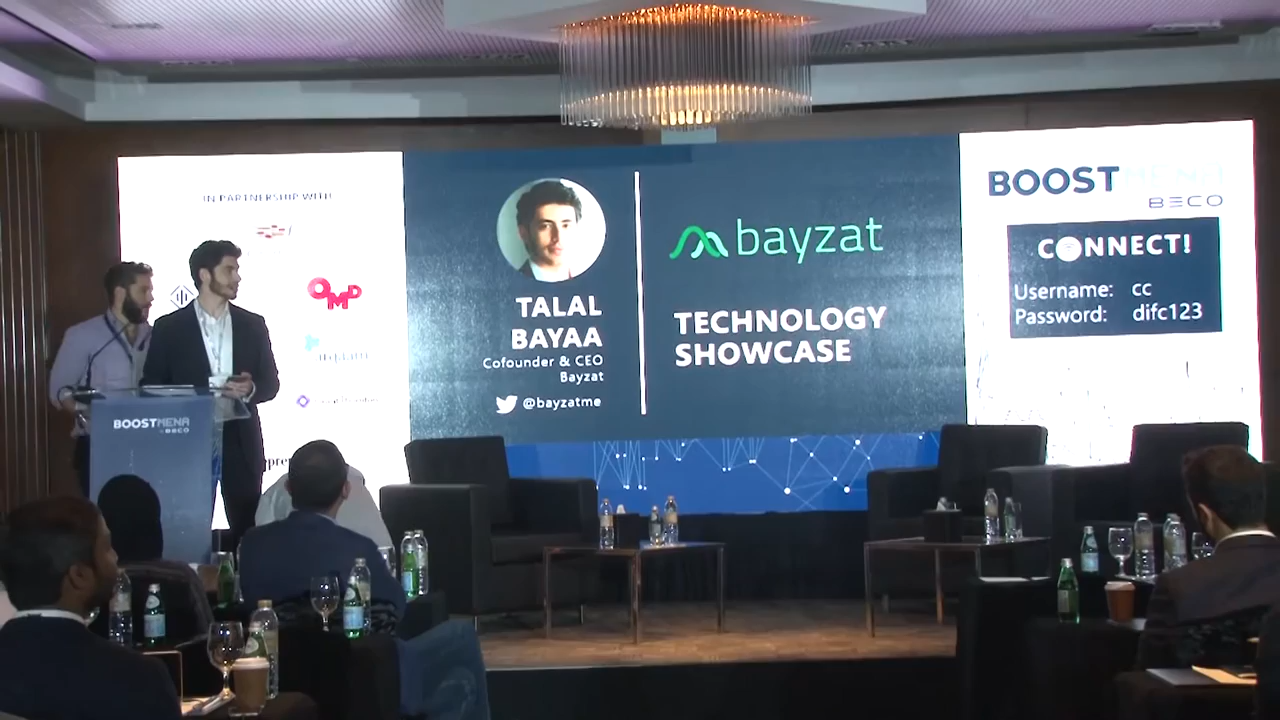 IN PARTNERSHIP WITH
OMD
BOOSTMENA
BECO
TALAL
BAYAA
Cofounder & CEO
Bayzat
@bayzatme
bayzat
TECHNOLOGY
SHOWCASE
BOOSTMENA
BECO
CONNECT!
Username: cc
Password: difc123